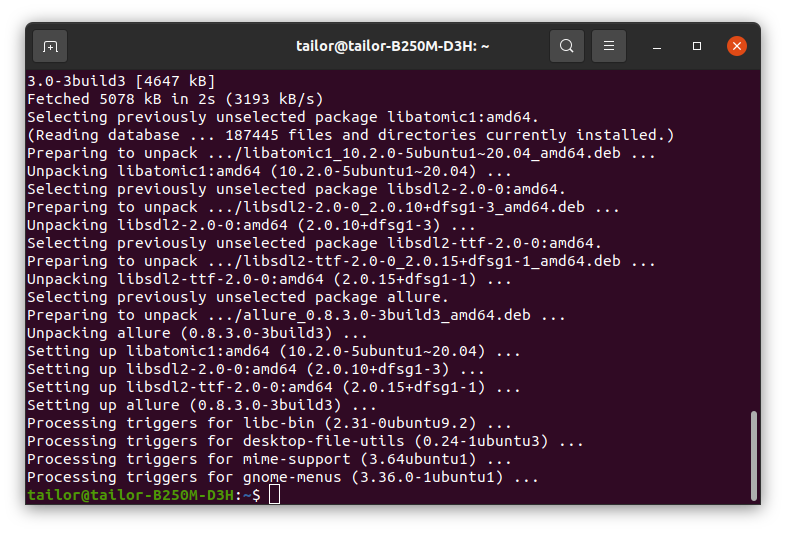 tailor@tailor-B250M-D3H: ~
3.0-3build3 [4647 kB]
Fetched 5078 kB in 2s (3193 kB/s)
Selecting previously unselected package libatomic1:amd64.
(Reading database ... 187445 files and directories currently installed.)
Preparing to unpack .../libatomic1_10.2.0-5ubuntu1~20.04_amd64.deb ...
Unpacking libatomic1:amd64 (10.2.0-5ubuntu1~20.04) ...
Selecting previously unselected package libsdl2-2.0-0:amd64.
Preparing to unpack .../libsdl2-2.0-0_2.0.10+dfsg1-3_amd64.deb ...
Unpacking libsdl2-2.0-0:amd64 (2.0.10+dfsg1-3) ...
Selecting previously unselected package libsdl2-ttf-2.0-0:amd64.
Preparing to unpack .../libsdl2-ttf-2.0-0_2.0.15+dfsg1-1_amd64.deb ...
Unpacking libsdl2-ttf-2.0-0:amd64 (2.0.15+dfsg1-1) ...
Selecting previously unselected package allure.
Preparing to unpack .../allure_0.8.3.0-3build3_amd64.deb ...
Unpacking allure (0.8.3.0-3build3) ...
Setting up libatomic1:amd64 (10.2.0-5ubuntu1~20.04) ...
Setting up libsdl2-2.0-0:amd64 (2.0.10+dfsg1-3) ...
Setting up libsdl2-ttf-2.0-0:amd64 (2.0.15+dfsg1-1) ...
Setting up allure (0.8.3.0-3build3) ...
Processing triggers for libc-bin (2.31-0ubuntu9.2) ...
Processing triggers for desktop-file-utils (0.24-1ubuntu3) ...
Processing triggers for mime-support (3.64ubuntu1) ...
Processing triggers for gnome-menus (3.36.0-1ubuntu1) ...
tailor@tailor-B250M-D3H:~$